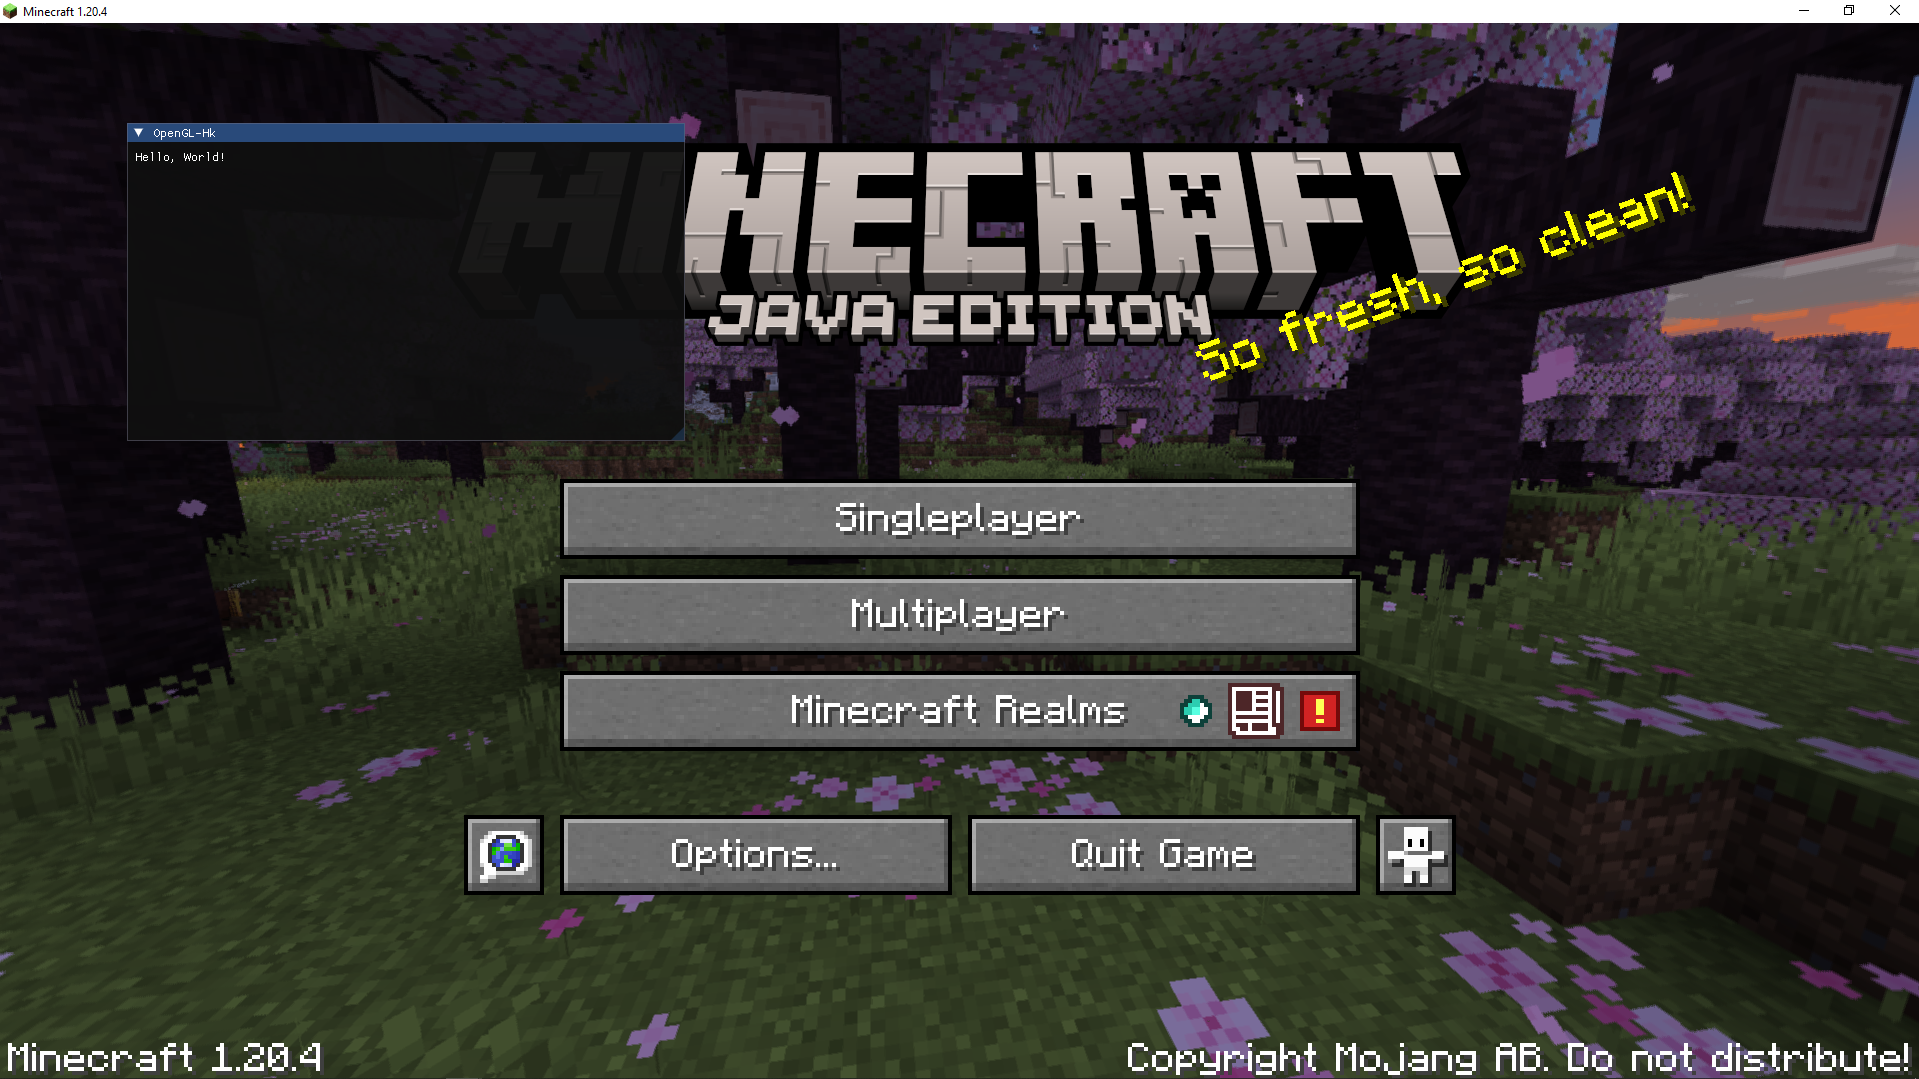 Minecraft 1.20.4
OpenGL-Hk
Hello, World!
MINECRAFT
JAVA EDITION
So fresh, so clean!
Singleplayer
Multiplayer
Minecraft Realms
!
Options...
Quit Game
Minecraft 1.20.4
Copyright Mojang AB. Do not distribute!